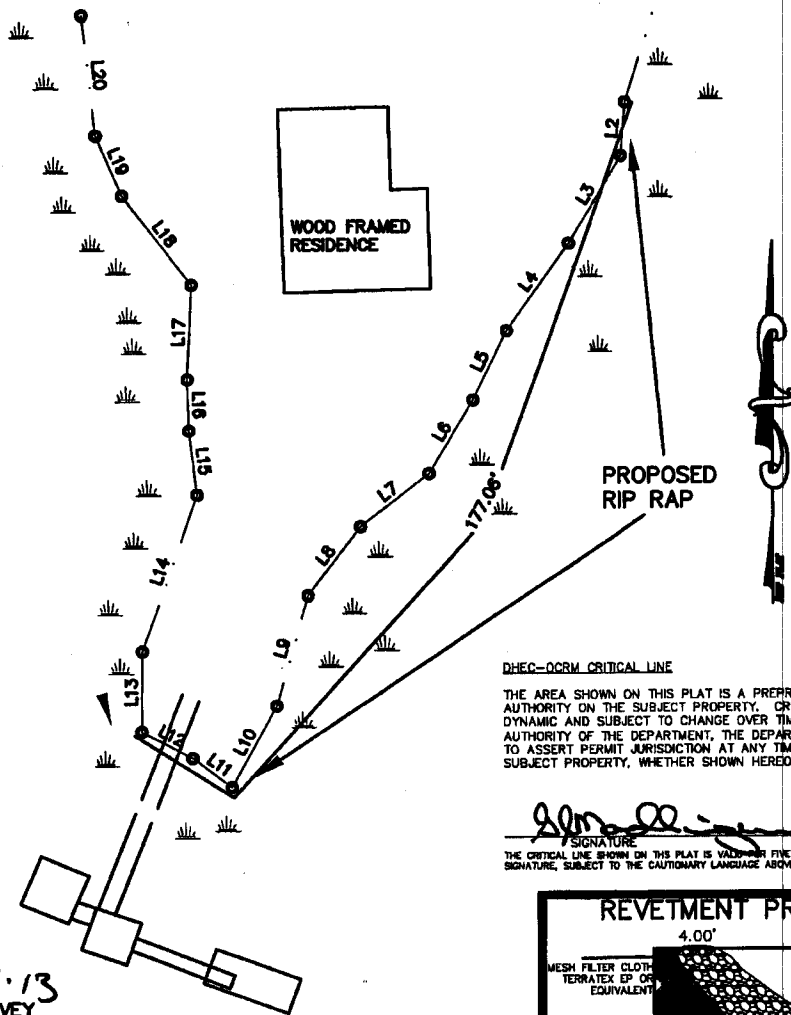 L20
L19
L18
L17
L16
L15
L14
L13
L12
L11
L10
L9
L8
L7
L6
L5
L4
L3
L2
WOOD FRAMED
RESIDENCE
177.06'
PROPOSED
RIP RAP
DHEC-OCRM CRITICAL LINE
THE AREA SHOWN ON THIS PLAT IS A
AUTHORITY ON THE SUBJECT PROPERTY.
DYNAMIC AND SUBJECT TO CHANGE OVER
AUTHORITY OF THE DEPARTMENT, THE
TO ASSERT PERMIT JURISDICTION AT ANY
SUBJECT PROPERTY, WHETHER SHOWN
SIGNATURE
THE CRITICAL LINE SHOWN ON THIS PLAT IS VALID FOR FIVE
SIGNATURE, SUBJECT TO THE CAUTIONARY LANGUAGE
REVETMENT
4.00'
MESH FILTER CLOTH
TERRATEX EP OR
EQUIVALENT
13